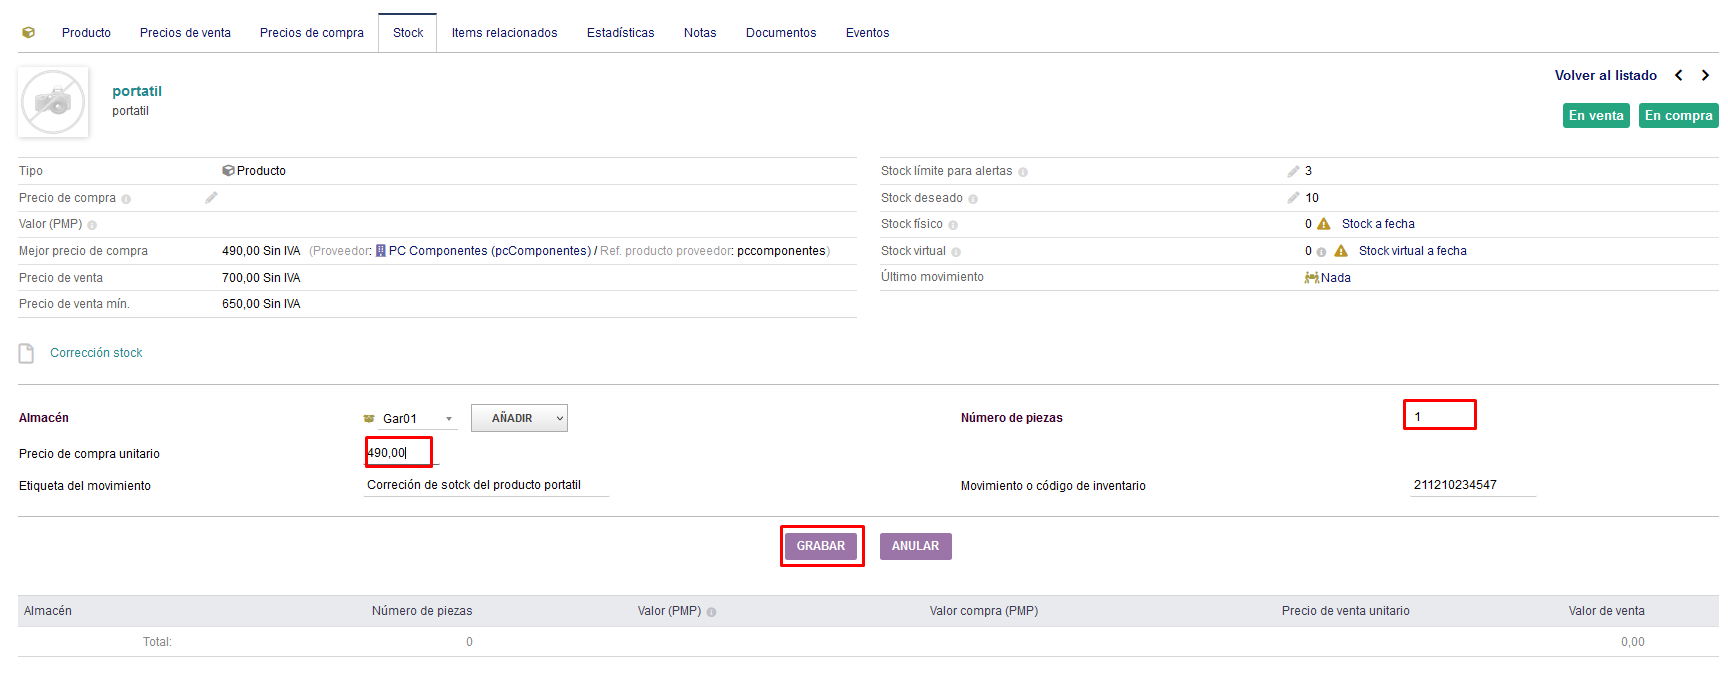 Producto Precios de venta Precios de compra Stock Items relacionados Estadísticas Notas Documentos Eventos
Volver al listado
portatil
portatil
En venta En compra
Tipo Producto
Precio de compra
Valor (PMP)
Mejor precio de compra 490,00 Sin IVA (Proveedor: PC Componentes (pcComponentes) / Ref. producto proveedor: pccomponentes)
Precio de venta 700,00 Sin IVA
Precio de venta mín. 650,00 Sin IVA
Stock límite para alertas 3
Stock deseado 10
Stock físico 0 Stock a fecha
Stock virtual 0 Stock virtual a fecha
Último movimiento Nada
Corrección stock
Almacén Gar01 AÑADIR Número de piezas 1
Precio de compra unitario 490,00
Etiqueta del movimiento Correción de sotck del producto portatil Movimiento o código de inventario 211210234547
GRABAR ANULAR
Almacén Número de piezas Valor (PMP) Valor compra (PMP) Precio de venta unitario Valor de venta
Total: 0 0,00